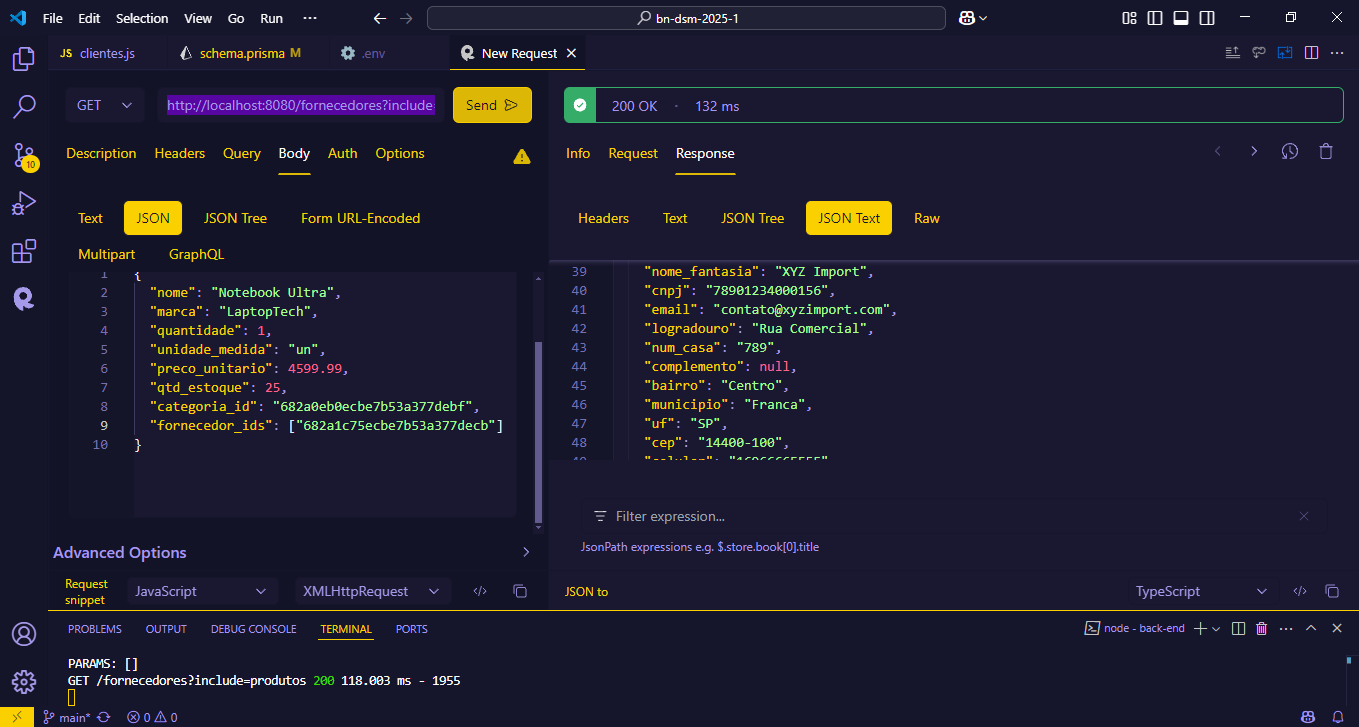 File Edit Selection View Go Run ··· bn-dsm-2025-1
JS clientes.js schema.prisma M .env New Request
GET http://localhost:8080/fornecedores?include= Send 200 OK · 132 ms
Description Headers Query Body Auth Options
Info Request Response
Text JSON JSON Tree Form URL-Encoded
Multipart GraphQL
Headers Text JSON Tree JSON Text Raw
1 {
2 "nome": "Notebook Ultra",
3 "marca": "LaptopTech",
4 "quantidade": 1,
5 "unidade_medida": "un",
6 "preco_unitario": 4599.99,
7 "qtd_estoque": 25,
8 "categoria_id": "682a0eb0ecbe7b53a377debf",
9 "fornecedor_ids": ["682a1c75ecbe7b53a377decb"]
10 }
39 "nome_fantasia": "XYZ Import",
40 "cnpj": "78901234000156",
41 "email": "contato@xyzimport.com",
42 "logradouro": "Rua Comercial",
43 "num_casa": "789",
44 "complemento": null,
45 "bairro": "Centro",
46 "municipio": "Franca",
47 "uf": "SP",
48 "cep": "14400-100",
Filter expression...
JsonPath expressions e.g. $.store.book[0].title
Advanced Options
Request snippet JavaScript XMLHttpRequest
JSON to TypeScript
PROBLEMS OUTPUT DEBUG CONSOLE TERMINAL PORTS node - back-end
PARAMS: []
GET /fornecedores?include=produtos 200 118.003 ms - 1955
main* 0 0
10